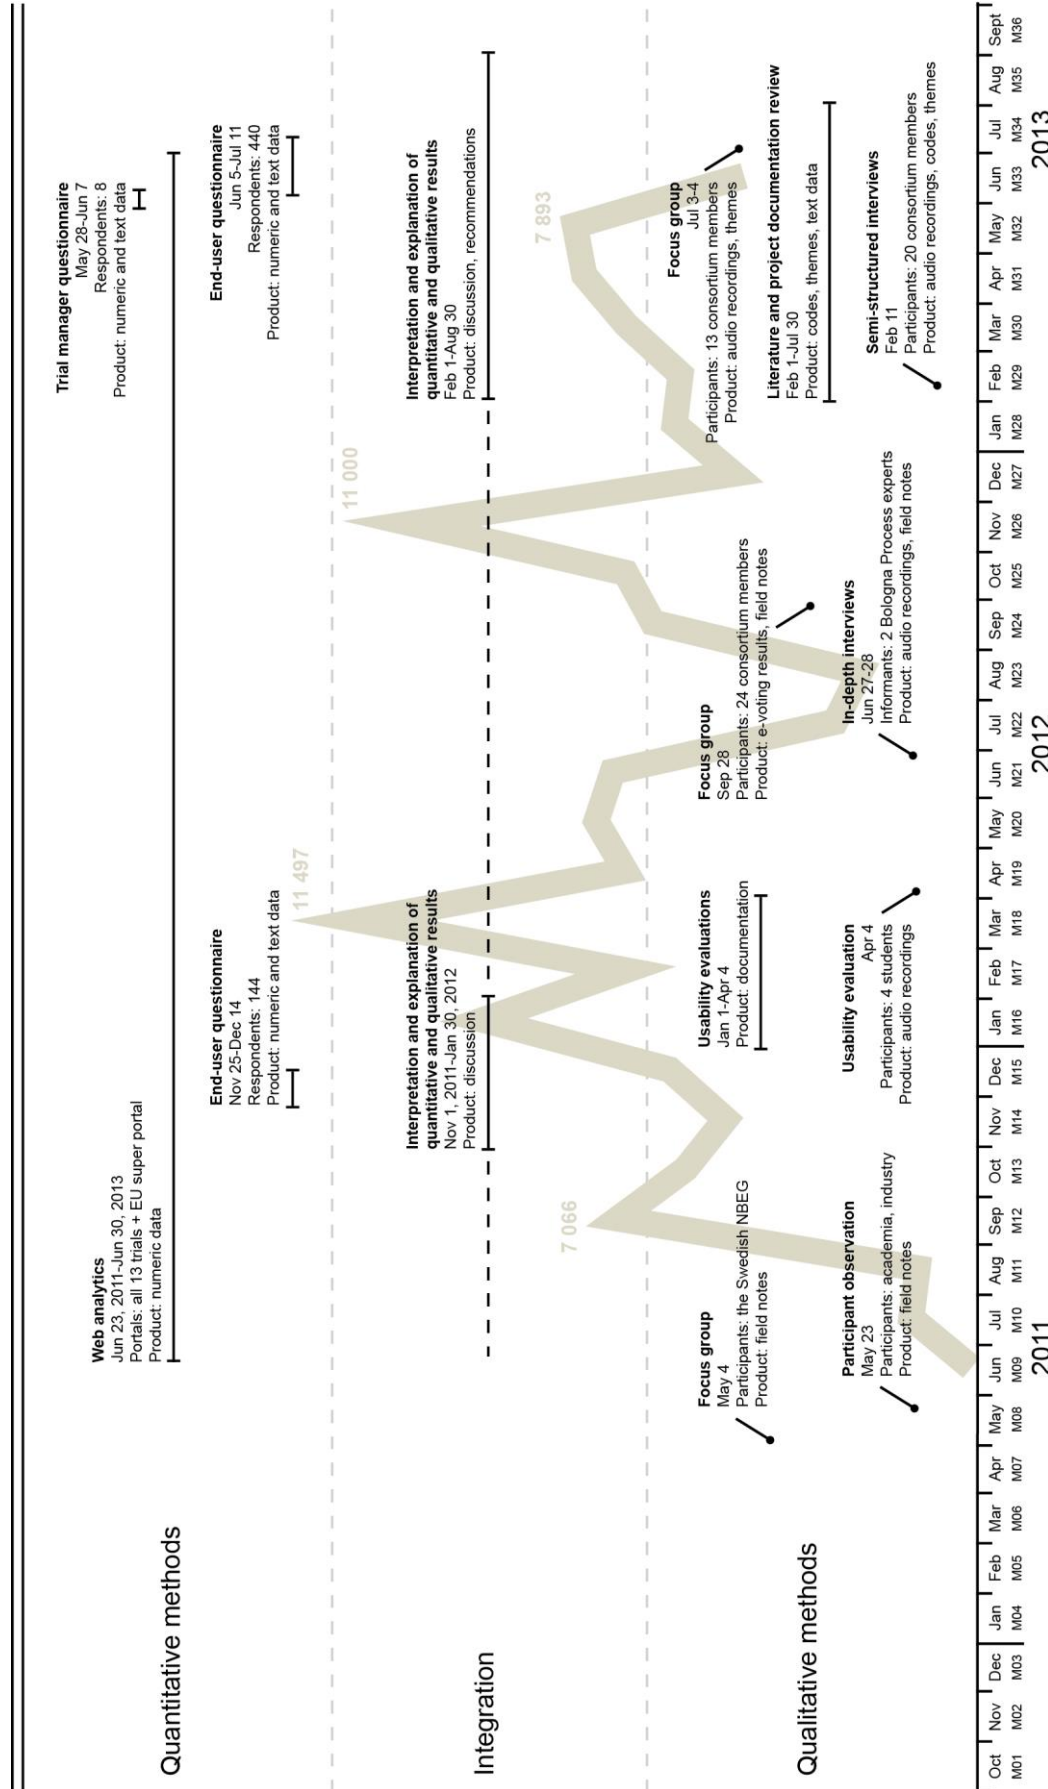 Quantitative methods
Web analytics
Jun 23, 2011-Jun 30, 2013
Portals: all 13 trials + EU super portal
Product: numeric data
Trial manager questionnaire
May 28-Jun 7
Respondents: 8
Product: numeric and text data
End-user questionnaire
Nov 25-Dec 14
Respondents: 144
Product: numeric and text data
End-user questionnaire
Jun 5-Jul 11
Respondents: 440
Product: numeric and text data
11 497
11 000
Integration
Interpretation and explanation of
quantitative and qualitative results
Nov 1, 2011-Jan 30, 2012
Product: discussion
Interpretation and explanation of
quantitative and qualitative results
Feb 1-Aug 30
Product: discussion, recommendations
7 066
7 893
Qualitative methods
Focus group
May 4
Participants: the Swedish NBEG
Product: field notes
Usability evaluations
Jan 1-Apr 4
Product: documentation
Focus group
Sep 28
Participants: 24 consortium members
Product: e-voting results, field notes
Focus group
Jul 3-4
Participants: 13 consortium members
Product: audio recordings, themes
Literature and project documentation review
Feb 1-Jul 30
Product: codes, themes, text data
Participant observation
May 23
Participants: academia, industry
Product: field notes
Usability evaluation
Apr 4
Participants: 4 students
Product: audio recordings
In-depth interviews
Jun 27-28
Informants: 2 Bologna Process experts
Product: audio recordings, field notes
Semi-structured interviews
Feb 11
Participants: 20 consortium members
Product: audio recordings, codes, themes
Oct Nov Dec Jan Feb Mar Apr May Jun Jul Aug Sep Oct Nov Dec Jan Feb Mar Apr May Jun Jul Aug Sep Oct Nov Dec Jan Feb Mar Apr May Jun Jul Aug Sept
M01 M02 M03 M04 M05 M06 M07 M08 M09 M10 M11 M12 M13 M14 M15 M16 M17 M18 M19 M20 M21 M22 M23 M24 M25 M26 M27 M28 M29 M30 M31 M32 M33 M34 M35 M36
2011 2012 2013